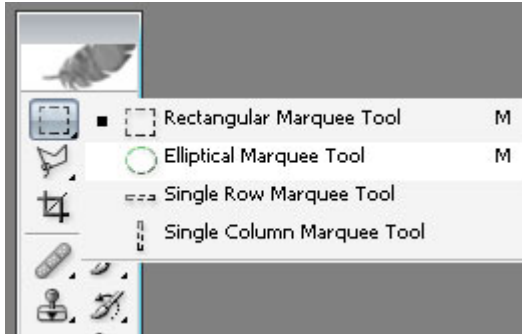 Rectangular Marquee Tool M
Elliptical Marquee Tool M
Single Row Marquee Tool
Single Column Marquee Tool